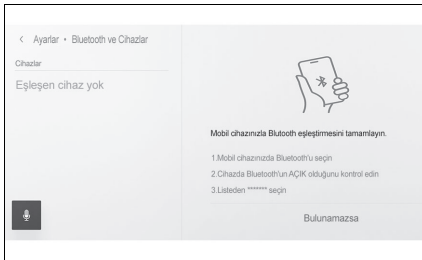 < Ayarlar • Bluetooth ve Cihazlar
Cihazlar
Eşleşen cihaz yok
Mobil cihazınızla Blutooth eşleştirmesini tamamlayın.
1.Mobil cihazınızda Bluetooth'u seçin
2.Cihazda Bluetooth'un AÇIK olduğunu kontrol edin
3.Listeden ******* seçin
Bulunamazsa